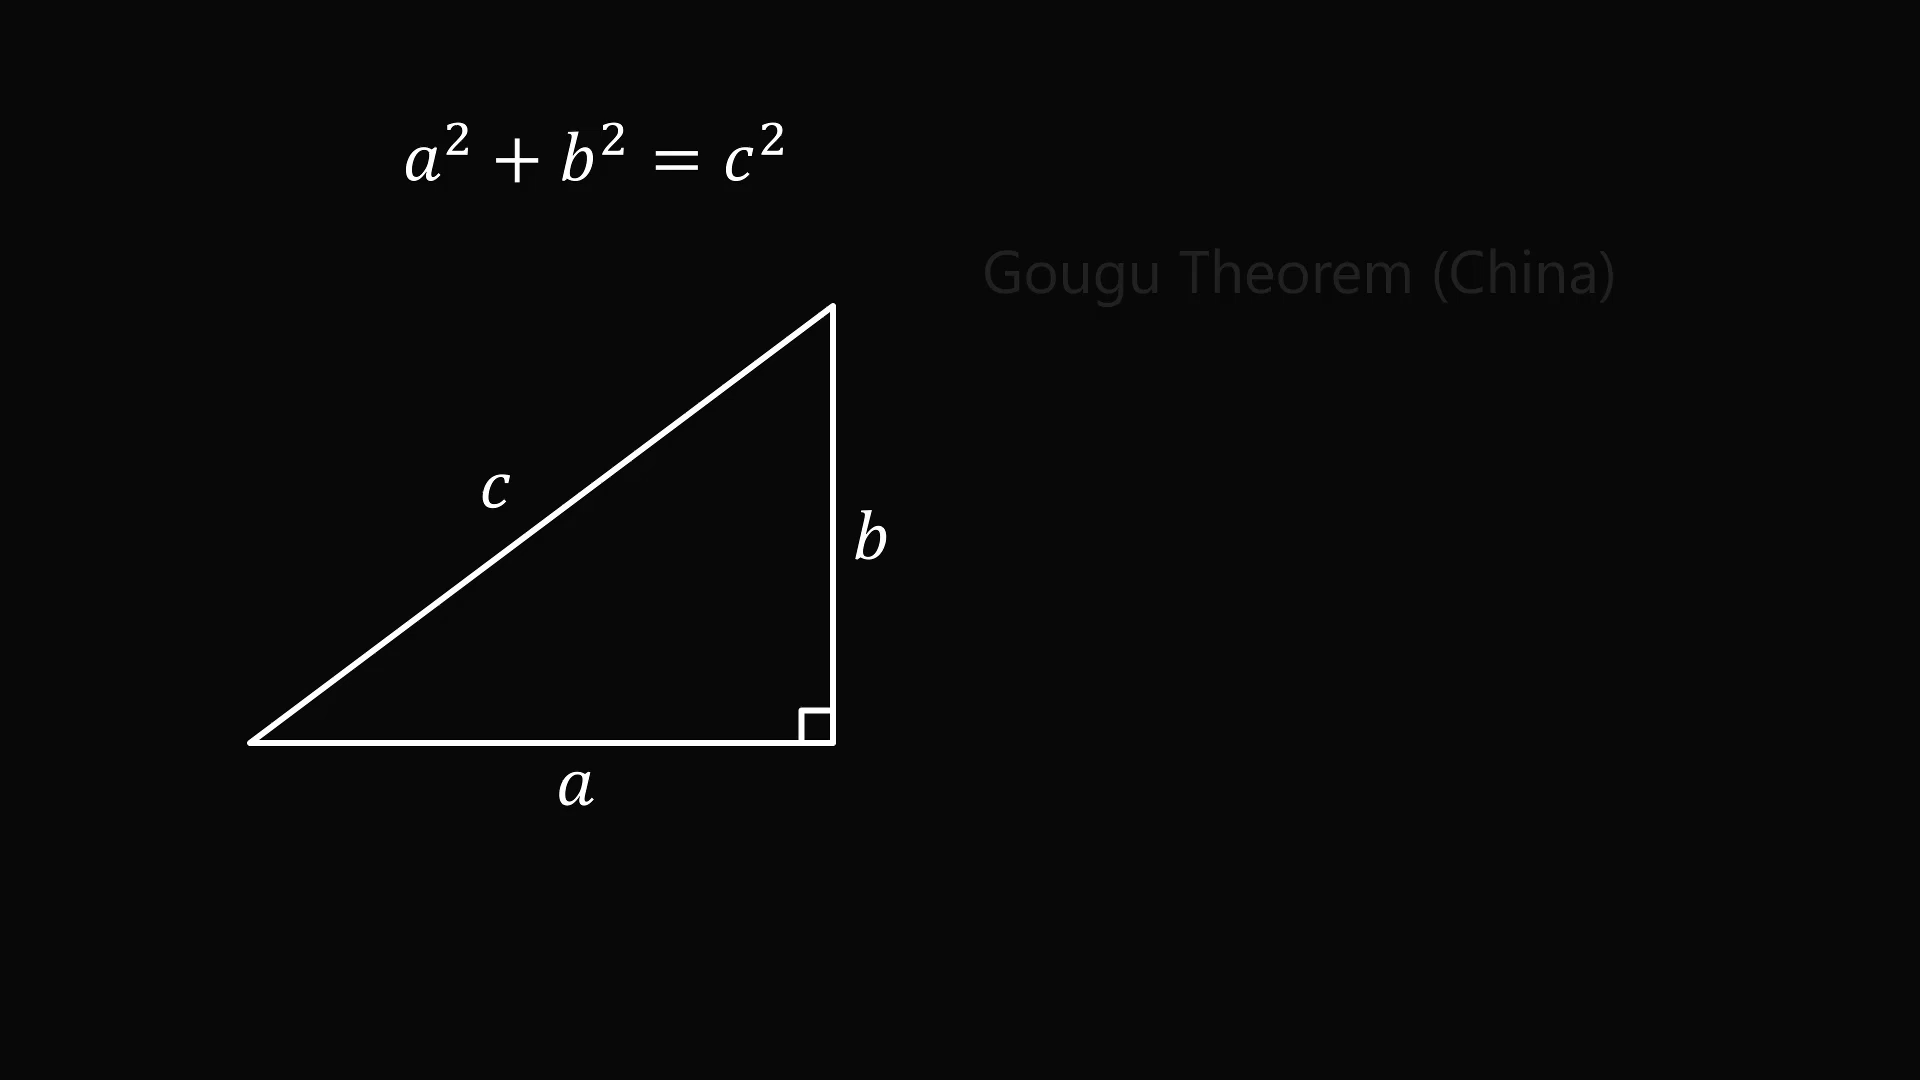 a² + b² = c²
Gougu Theorem (China)
c
b
a